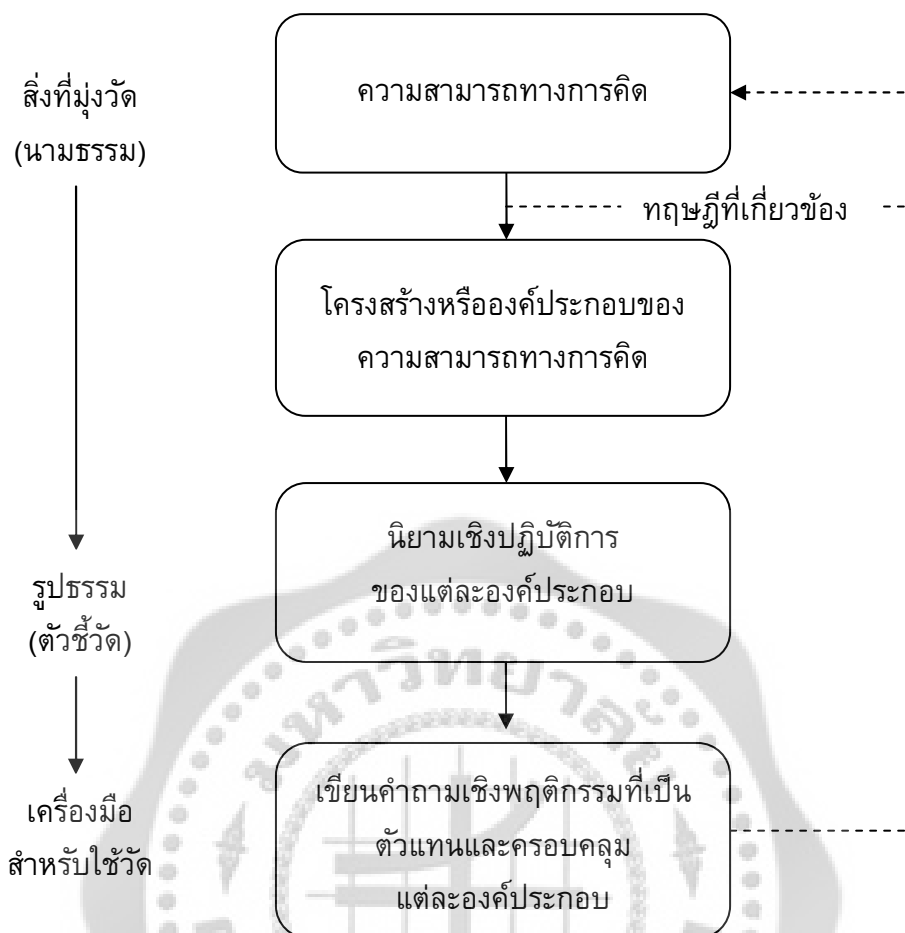 สิ่งที่มุ่งวัด
(นามธรรม)
ความสามารถทางการคิด
ทฤษฎีที่เกี่ยวข้อง
โครงสร้างหรือองค์ประกอบของ
ความสามารถทางการคิด
นิยามเชิงปฏิบัติการ
ของแต่ละองค์ประกอบ
รูปธรรม
(ตัวชี้วัด)
มหาวิทยาลัย
เขียนคำถามเชิงพฤติกรรมที่เป็น
ตัวแทนและครอบคลุม
แต่ละองค์ประกอบ
เครื่องมือ
สำหรับใช้วัด